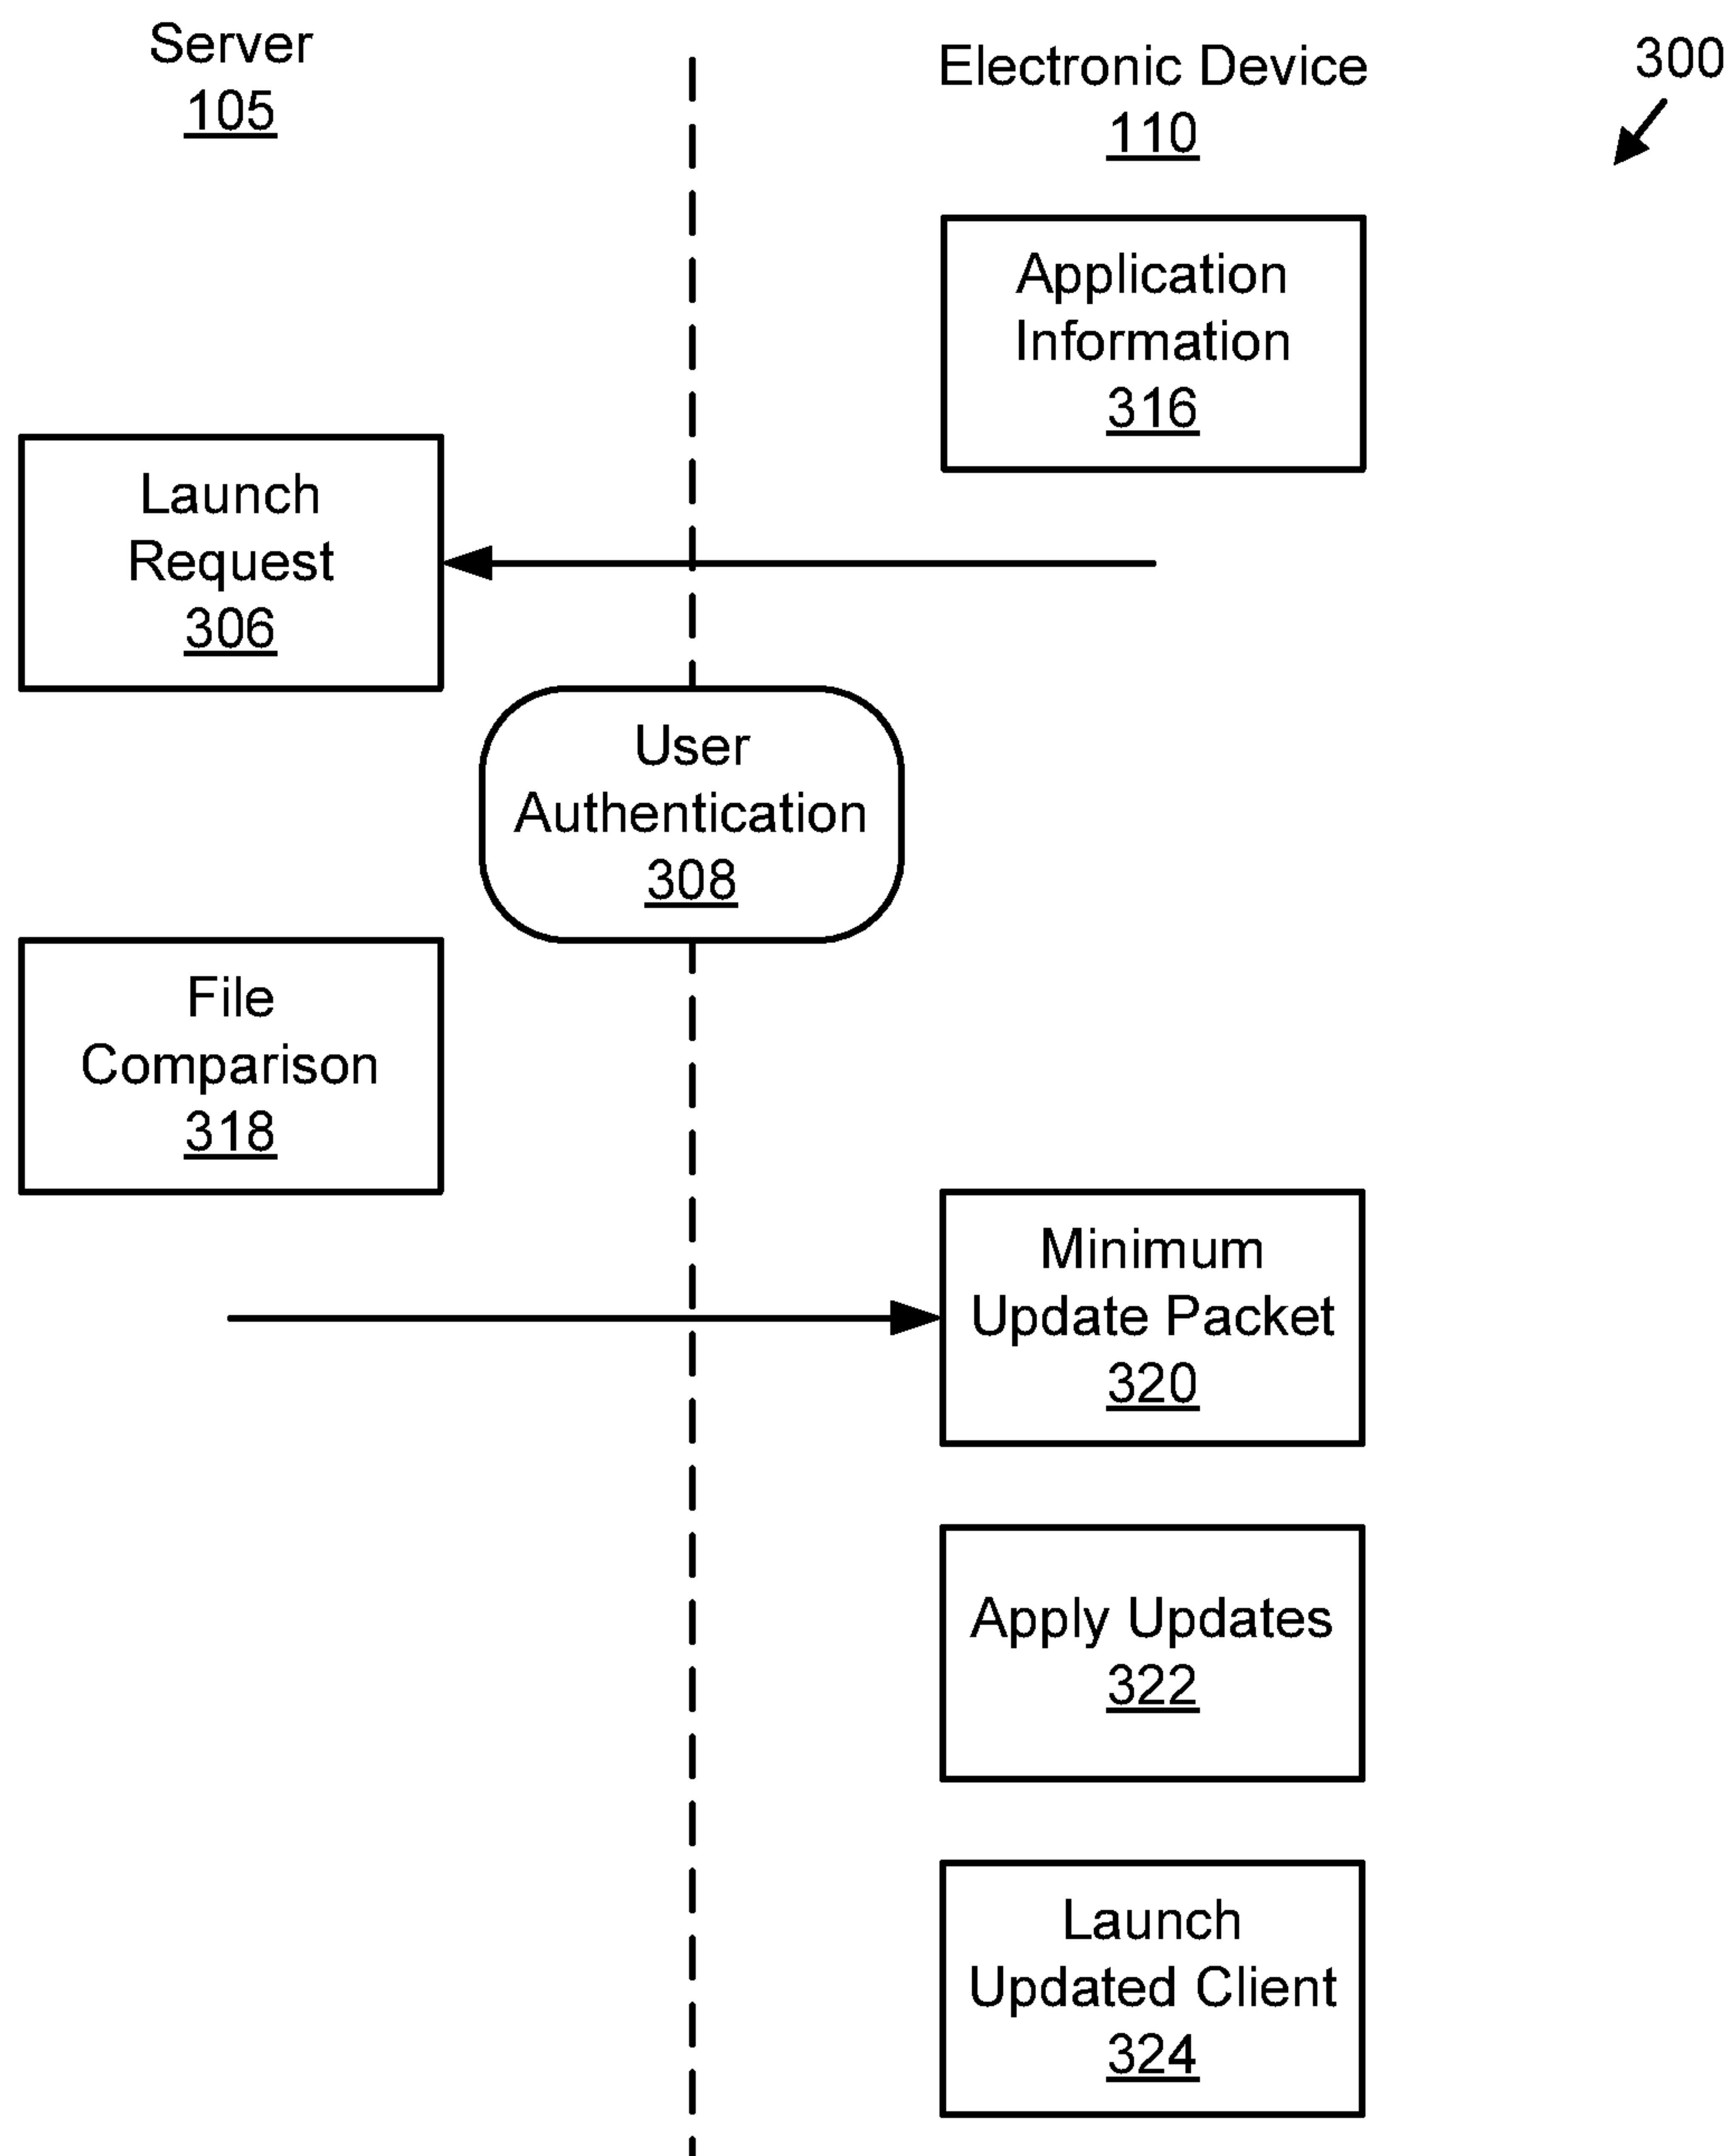 Server
105
Electronic Device
110
300
Application
Information
316
Launch
Request
306
User
Authentication
308
File
Comparison
318
Minimum
Update Packet
320
Apply Updates
322
Launch
Updated Client
324